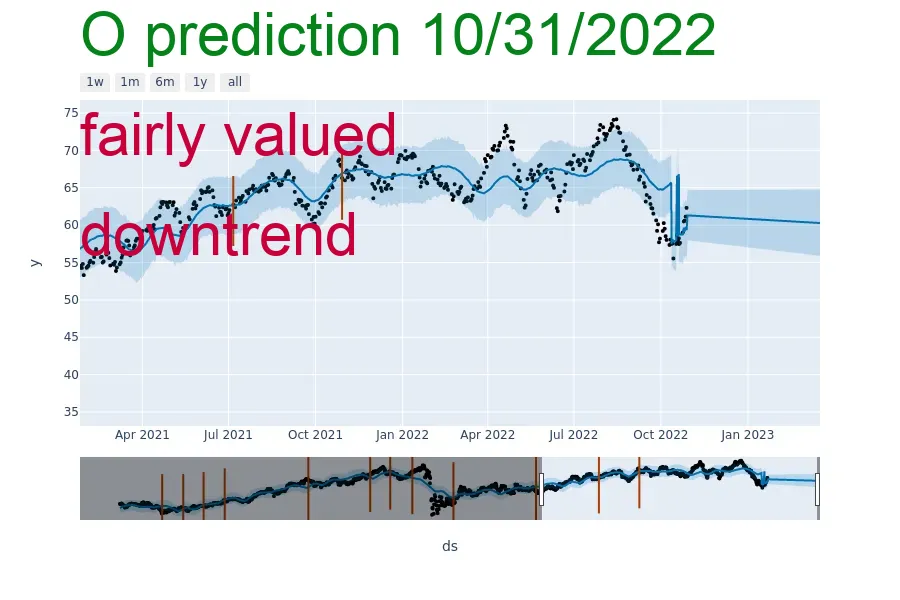 O prediction 10/31/2022
1w 1m 6m 1y all
75
fairly valued
70
65
60
downtrend
55
y
50
45
40
35
Apr 2021 Jul 2021 Oct 2021 Jan 2022 Apr 2022 Jul 2022 Oct 2022 Jan 2023
ds